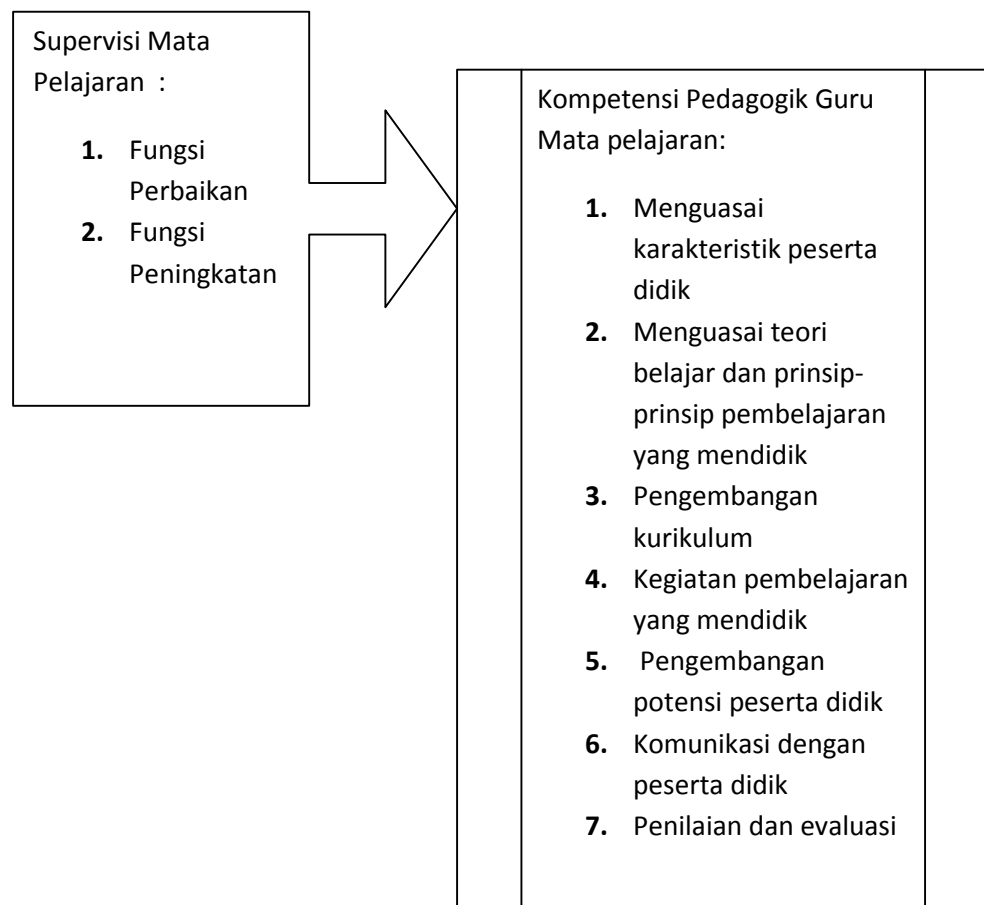 Supervisi Mata
Pelajaran  :
1. Fungsi
Perbaikan
2. Fungsi
Peningkatan
Kompetensi Pedagogik Guru
Mata pelajaran:
1. Menguasai
karakteristik peserta
didik
2. Menguasai teori
belajar dan prinsip-
prinsip pembelajaran
yang mendidik
3. Pengembangan
kurikulum
4. Kegiatan pembelajaran
yang mendidik
5. Pengembangan
potensi peserta didik
6. Komunikasi dengan
peserta didik
7. Penilaian dan evaluasi